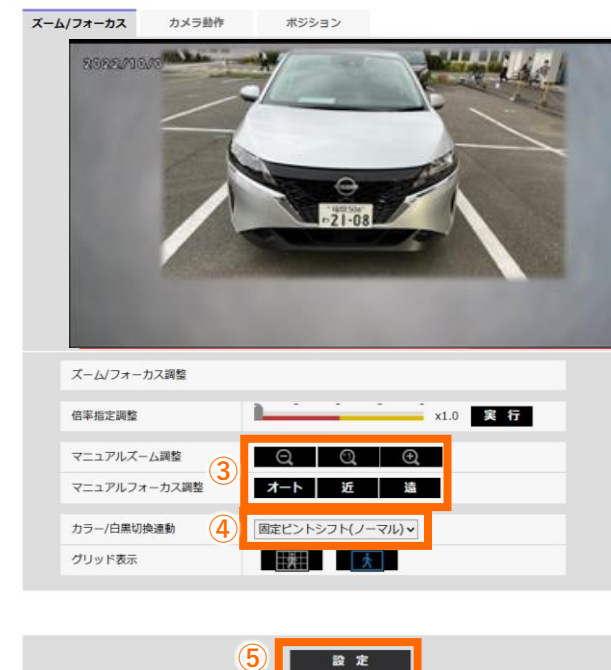 ズーム/フォーカス カメラ動作 ポジション
2022/10/0
21-08
ズーム/フォーカス調整
倍率指定調整 x1.0 実 行
マニュアルズーム調整
③
マニュアルフォーカス調整 オート 近 遠
カラー/白黒切換連動 ④ 固定ピントシフト(ノーマル)
グリッド表示
⑤ 設 定